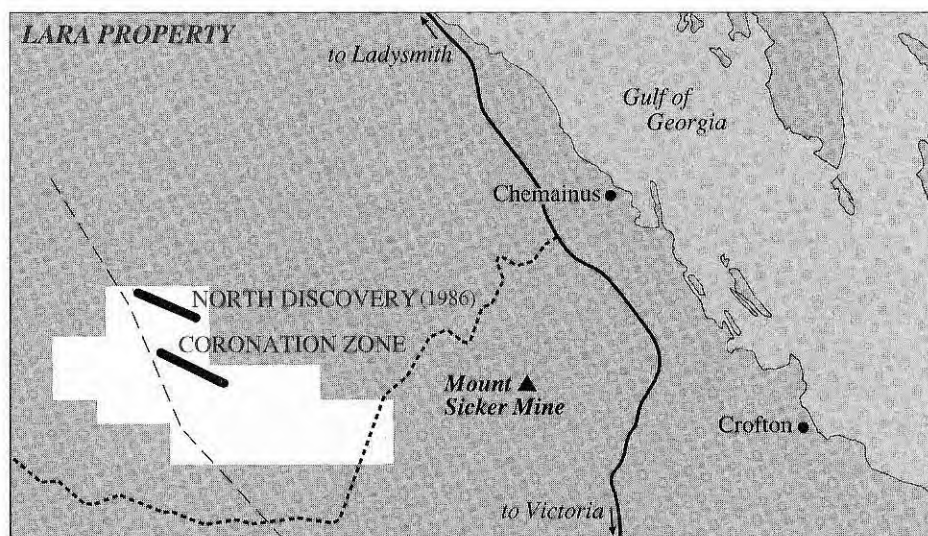 LARA PROPERTY
to Ladysmith
Gulf of
Georgia
Chemainus
NORTH DISCOVERY (1986)
CORONATION ZONE
Mount
Sicker Mine
Crofton
to Victoria